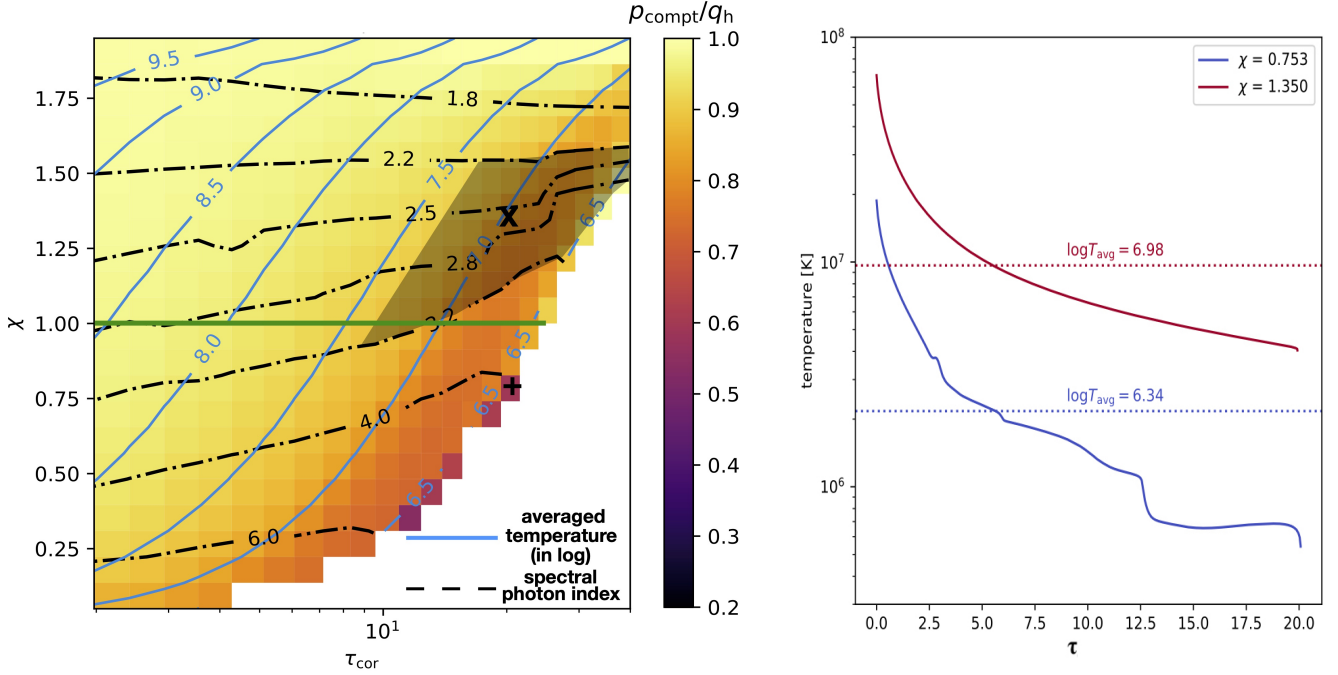 p_compt/q_h
9.5
9.0
1.8
2.2
8.5
7.5
2.5
6.5
7.0
2.8
3.2
8.0
6.5
4.0
6.5
6.5
6.0
averaged
temperature
(in log)
spectral
photon index
1.75
1.50
1.25
1.00
0.75
0.50
0.25
χ
10¹
τ_cor
x
+
1.0
0.9
0.8
0.7
0.6
0.5
0.4
0.3
0.2
10⁸
10⁷
10⁶
temperature [K]
χ = 0.753
χ = 1.350
logT_avg = 6.98
logT_avg = 6.34
0.0 2.5 5.0 7.5 10.0 12.5 15.0 17.5 20.0
τ